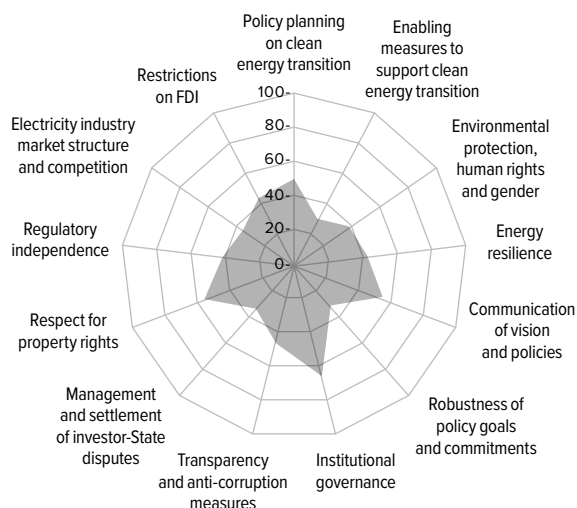 Policy planning
on clean
energy transition
Enabling
measures to
support clean
energy transition
Environmental
protection,
human rights
and gender
Energy
resilience
Communication
of vision
and policies
Robustness of
policy goals
and commitments
Institutional
governance
Transparency
and anti-corruption
measures
Management
and settlement
of investor-State
disputes
Respect for
property rights
Regulatory
independence
Electricity industry
market structure
and competition
Restrictions
on FDI
100
80
60
40
20
0